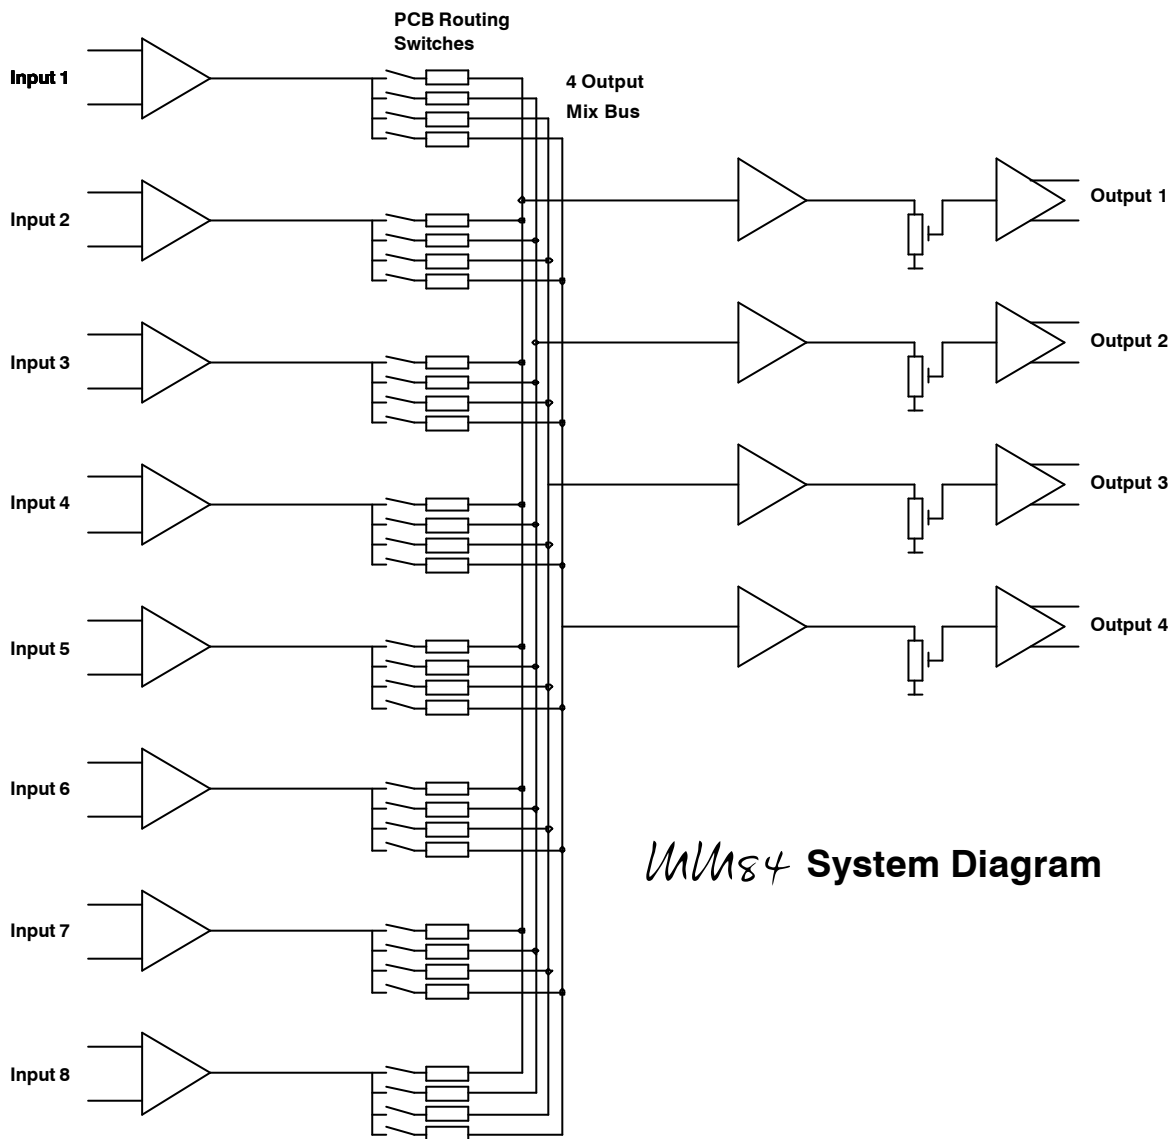 PCB Routing
Switches
Input 1
4 Output
Mix Bus
Output 1
Input 2
Output 2
Input 3
Output 3
Input 4
Output 4
Input 5
Input 6
MM84 System Diagram
Input 7
Input 8